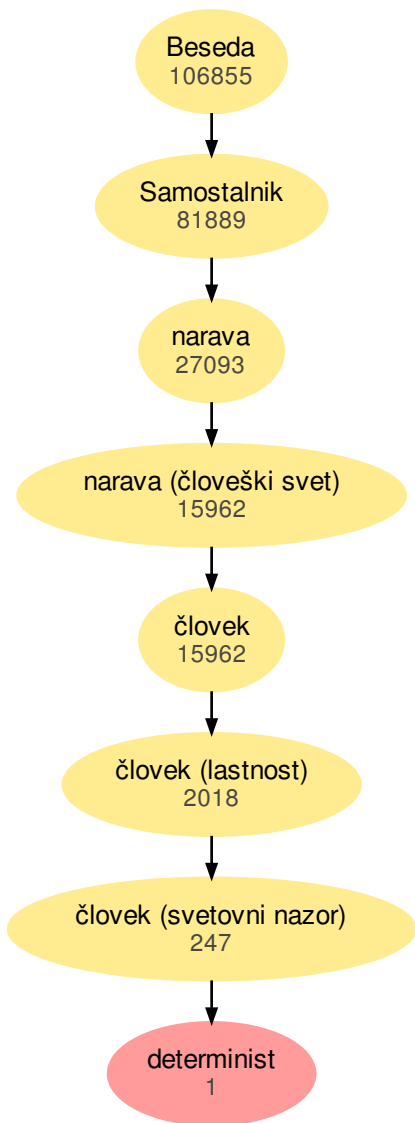 Beseda
106855
Samostalnik
81889
narava
27093
narava (človeški svet)
15962
človek
15962
človek (lastnost)
2018
človek (svetovni nazor)
247
determinist
1